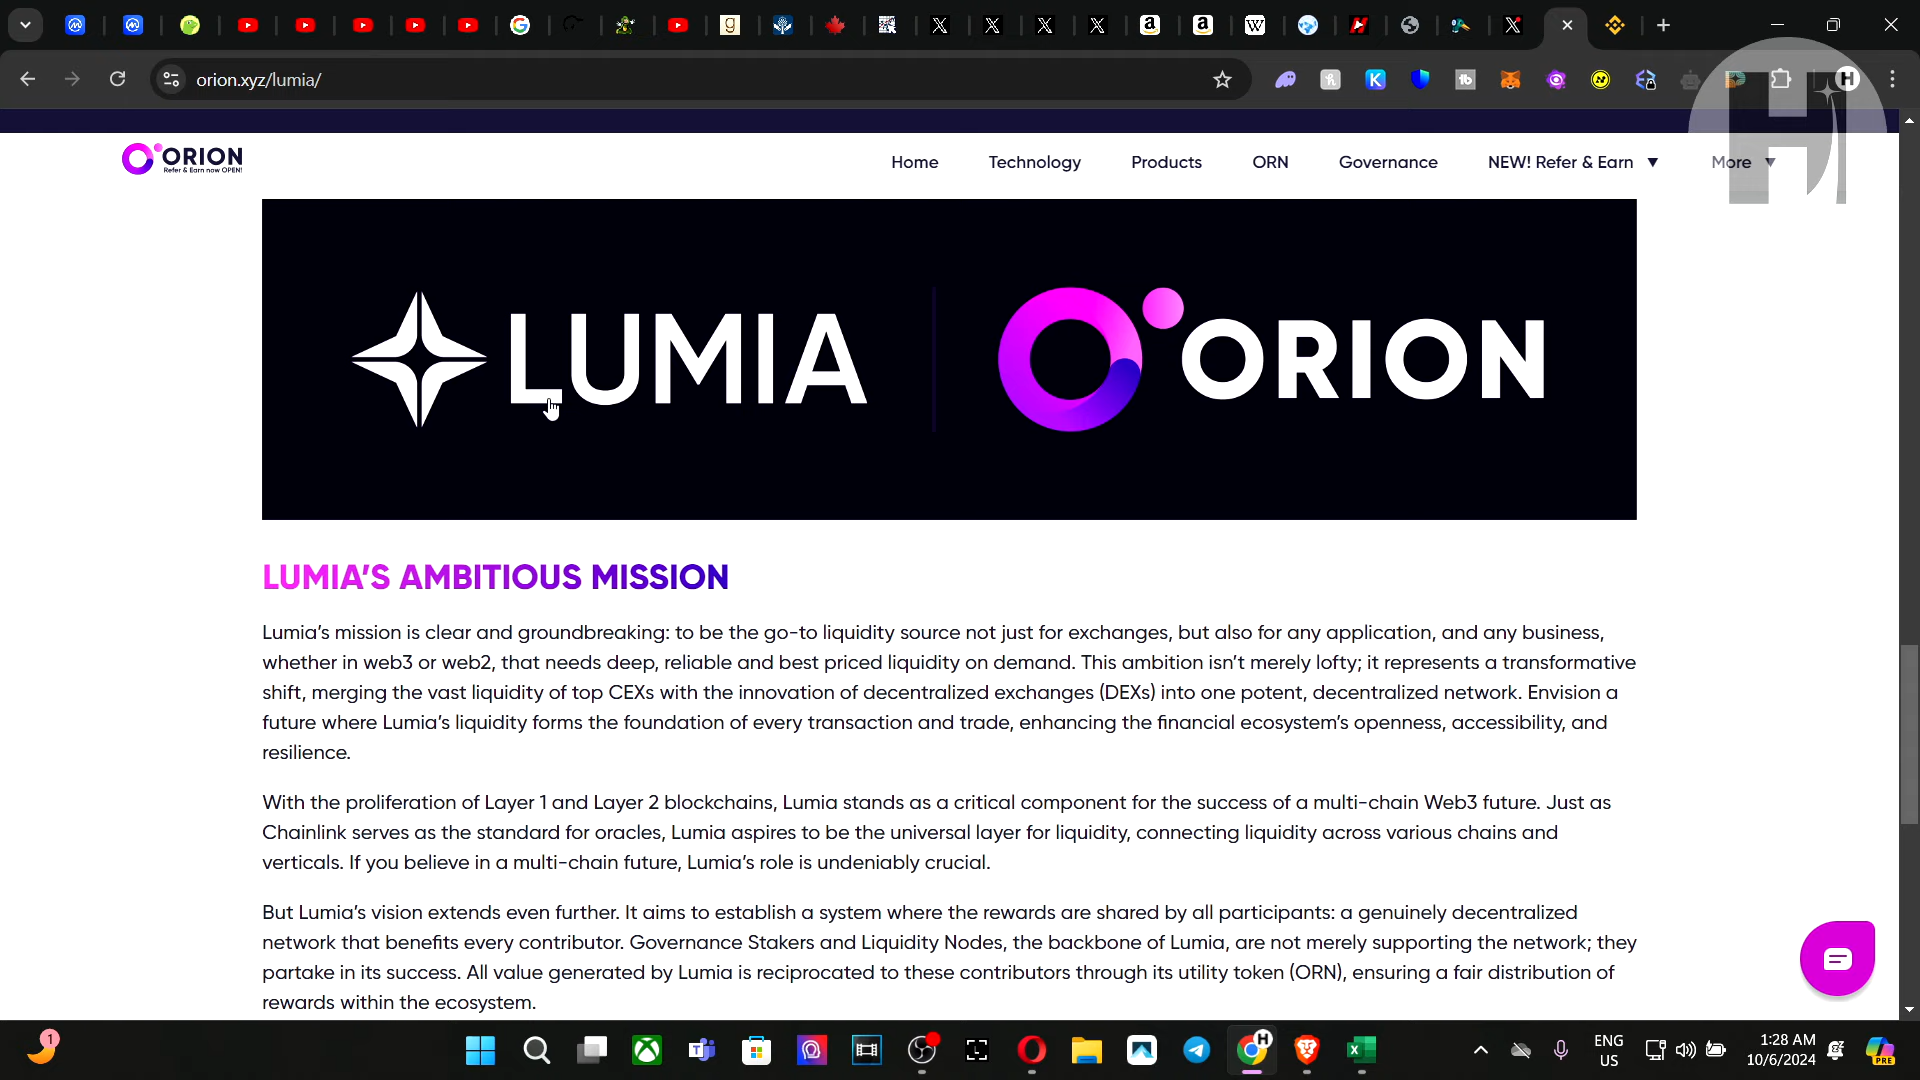 orion.xyz/lumia/
ORION
Refer & Earn now OPEN!
Home
Technology
Products
ORN
Governance
NEW! Refer & Earn
More
LUMIA
ORION
LUMIA'S AMBITIOUS MISSION
Lumia's mission is clear and groundbreaking: to be the go-to liquidity source not just for exchanges, but also for any application, and any business,
whether in web3 or web2, that needs deep, reliable and best priced liquidity on demand. This ambition isn't merely lofty; it represents a transformative
shift, merging the vast liquidity of top CEXs with the innovation of decentralized exchanges (DEXs) into one potent, decentralized network. Envision a
future where Lumia's liquidity forms the foundation of every transaction and trade, enhancing the financial ecosystem's openness, accessibility, and
resilience.
With the proliferation of Layer 1 and Layer 2 blockchains, Lumia stands as a critical component for the success of a multi-chain Web3 future. Just as
Chainlink serves as the standard for oracles, Lumia aspires to be the universal layer for liquidity, connecting liquidity across various chains and
verticals. If you believe in a multi-chain future, Lumia's role is undeniably crucial.
But Lumia's vision extends even further. It aims to establish a system where the rewards are shared by all participants: a genuinely decentralized
network that benefits every contributor. Governance Stakers and Liquidity Nodes, the backbone of Lumia, are not merely supporting the network; they
partake in its success. All value generated by Lumia is reciprocated to these contributors through its utility token (ORN), ensuring a fair distribution of
rewards within the ecosystem.
1
ENG
US
1:28 AM
10/6/2024
PRE